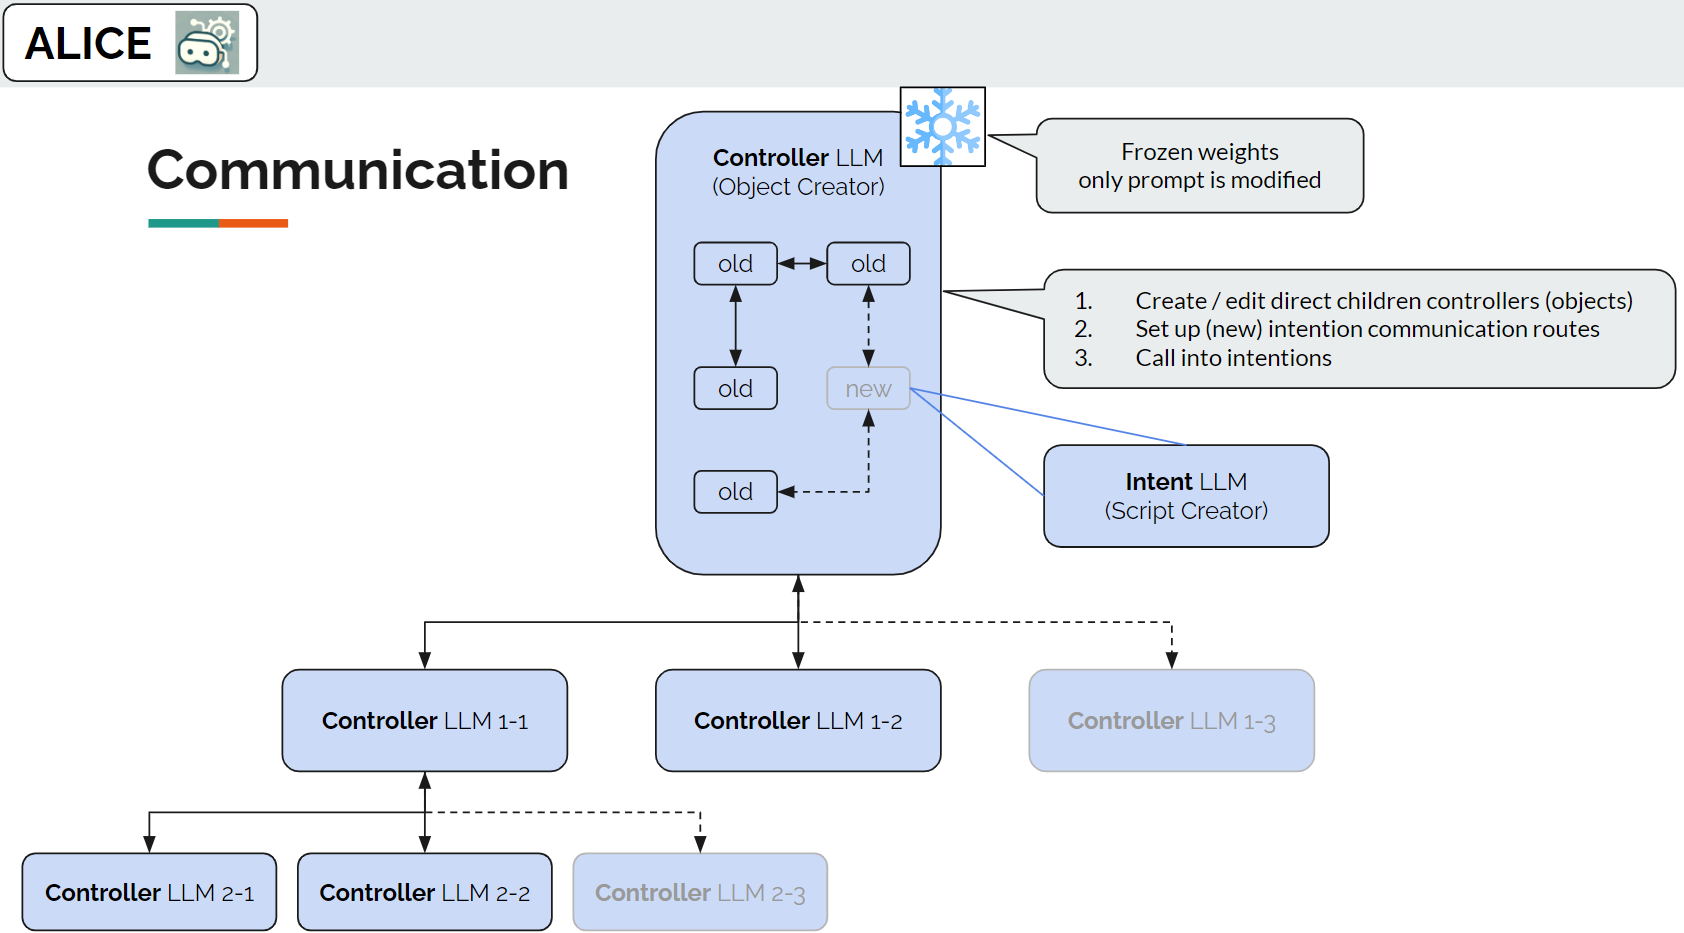 ALICE
Communication
Controller LLM
(Object Creator)
Frozen weights
only prompt is modified
old
old
1. Create / edit direct children controllers (objects)
2. Set up (new) intention communication routes
3. Call into intentions
old
new
old
Intent LLM
(Script Creator)
Controller LLM 1-1
Controller LLM 1-2
Controller LLM 1-3
Controller LLM 2-1
Controller LLM 2-2
Controller LLM 2-3